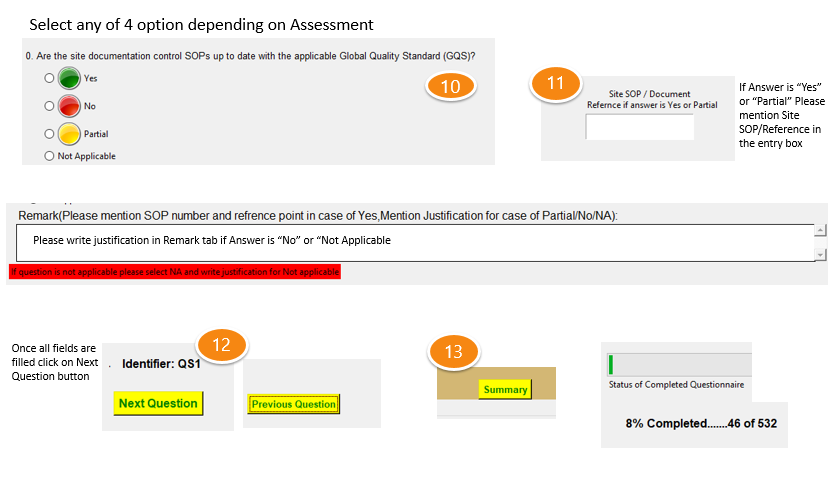 Select any of 4 option depending on Assessment
0. Are the site documentation control SOPs up to date with the applicable Global Quality Standard (GQS)?
Yes
No
Partial
Not Applicable
10
11
Site SOP / Document
Refernce if answer is Yes or Partial
If Answer is “Yes”
or “Partial” Please
mention Site
SOP/Reference in
the entry box
Remark(Please mention SOP number and refrence point in case of Yes,Mention Justification for case of Partial/No/NA):
Please write justification in Remark tab if Answer is “No” or “Not Applicable
If question is not applicable please select NA and write justification for Not applicable
Once all fields are
filled click on Next
Question button
12
Identifier: QS1
Next Question
Previous Question
13
Summary
Status of Completed Questionnaire
8% Completed.......46 of 532